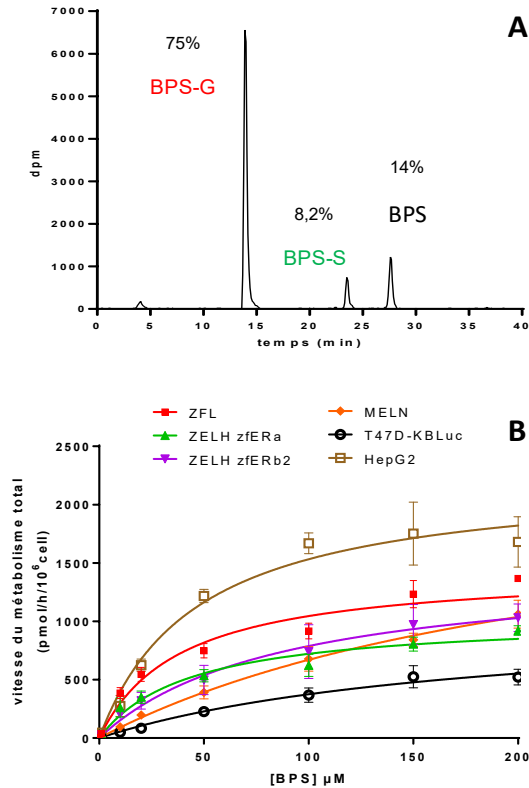 A
7000
6000
5000
4000
3000
2000
1000
0
dpm
75%
BPS-G
8,2%
BPS-S
14%
BPS
0 5 10 15 20 25 30 35 40
temps (min)
ZFL
ZELH zfERa
ZELH zfERb2
MELN
T47D-KBLuc
HepG2
B
2500
2000
1500
1000
500
0
vitesse du métabolisme total
(pmol/h/10⁶cell)
0 50 100 150 200
[BPS] µM